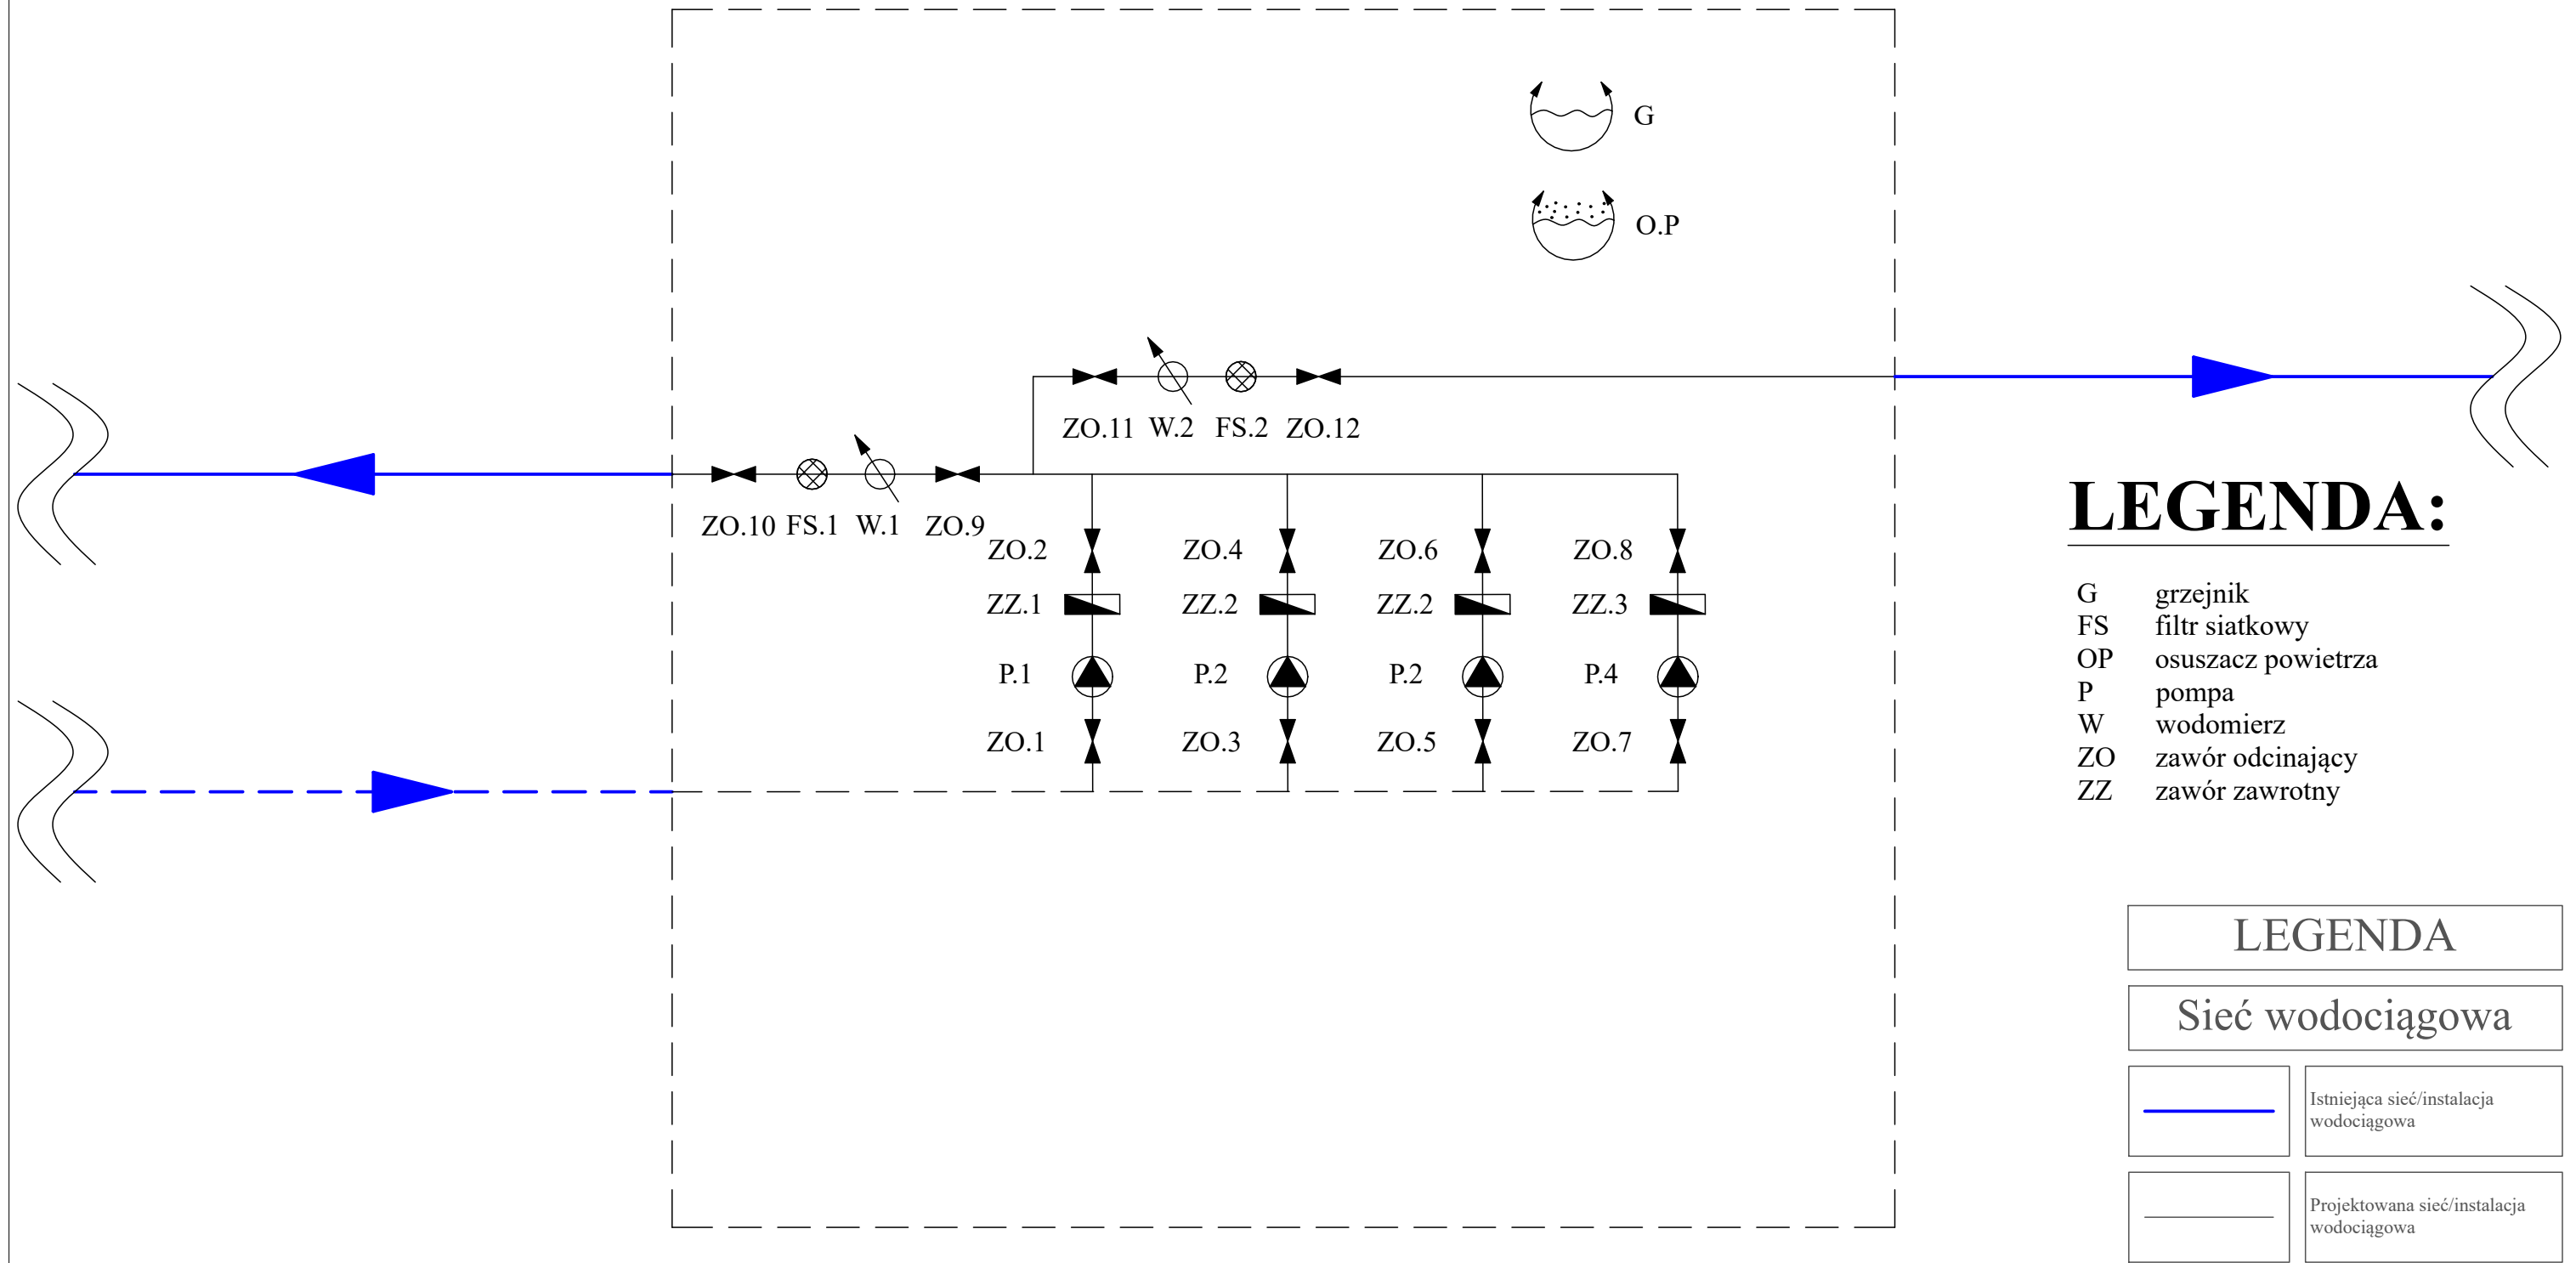 G
O.P
ZO.11 W.2 FS.2 ZO.12
ZO.10 FS.1 W.1 ZO.9
ZO.2 ZO.4 ZO.6 ZO.8
ZZ.1 ZZ.2 ZZ.2 ZZ.3
P.1 P.2 P.2 P.4
ZO.1 ZO.3 ZO.5 ZO.7
LEGENDA:
G grzejnik
FS filtr siatkowy
OP osuszacz powietrza
P pompa
W wodomierz
ZO zawór odcinający
ZZ zawór zawrotny
LEGENDA
Sieć wodociągowa
Istniejąca sieć/instalacja
wodociągowa
Projektowana sieć/instalacja
wodociągowa